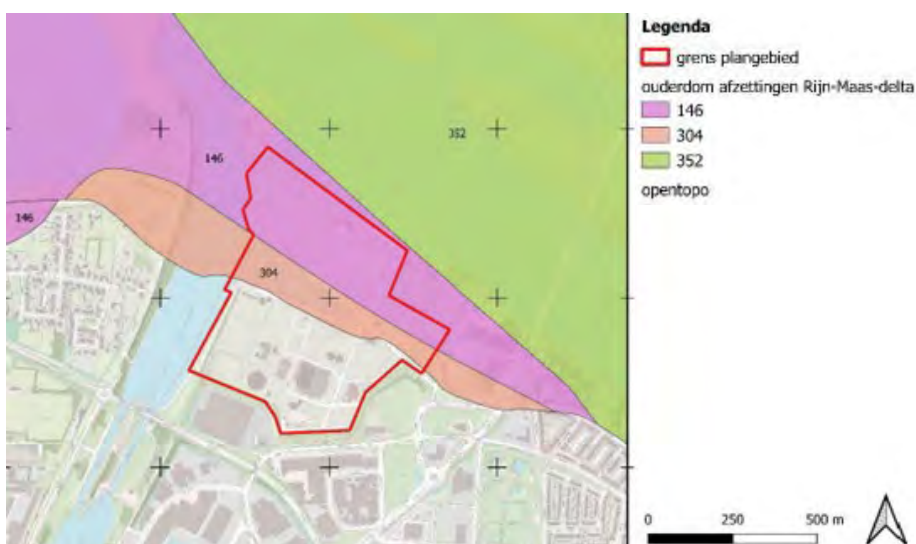 Legenda
grens plangebied
ouderdom afzettingen Rijn-Maas-delta
146
304
352
opentopo
352
146
146
304
0 250 500 m